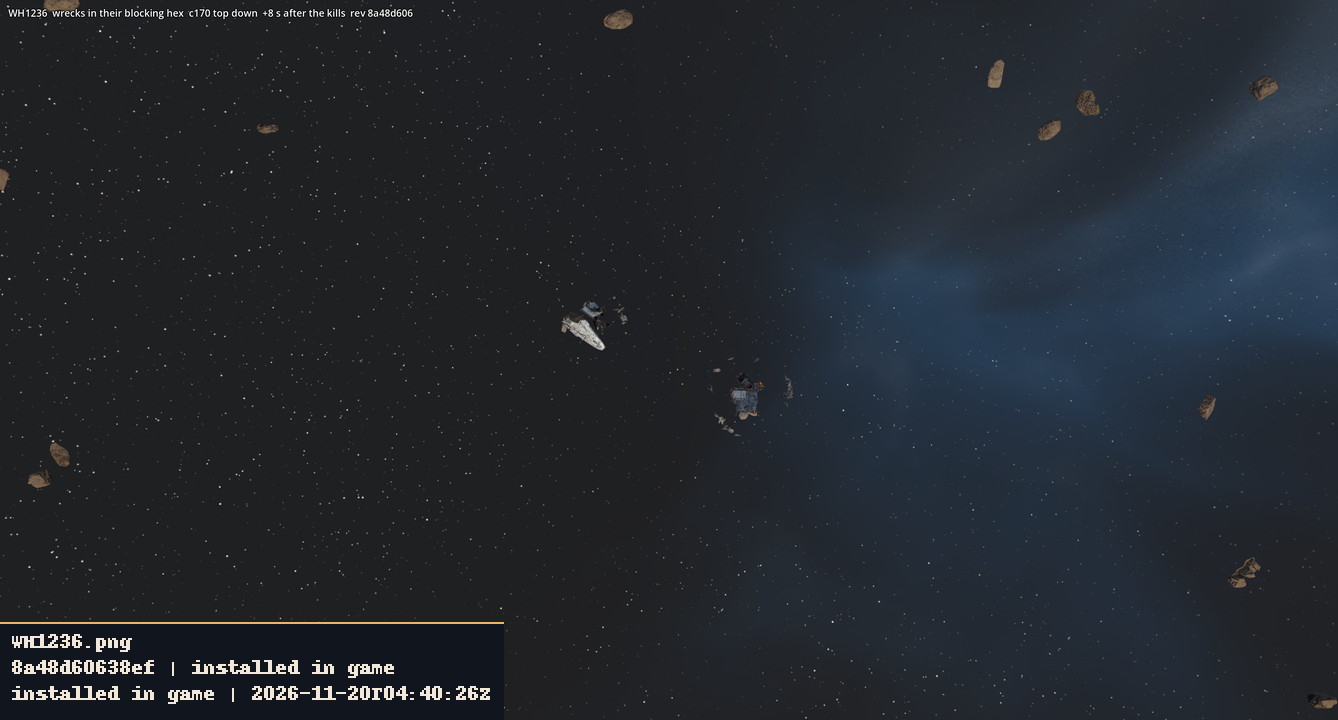 WH1236 wrecks in their blocking hex c170 top down +8 s after the kills rev 8a48d606
WH1236.png
8a48d60638ef | installed in game
installed in game | 2026-11-20T04:40:26Z